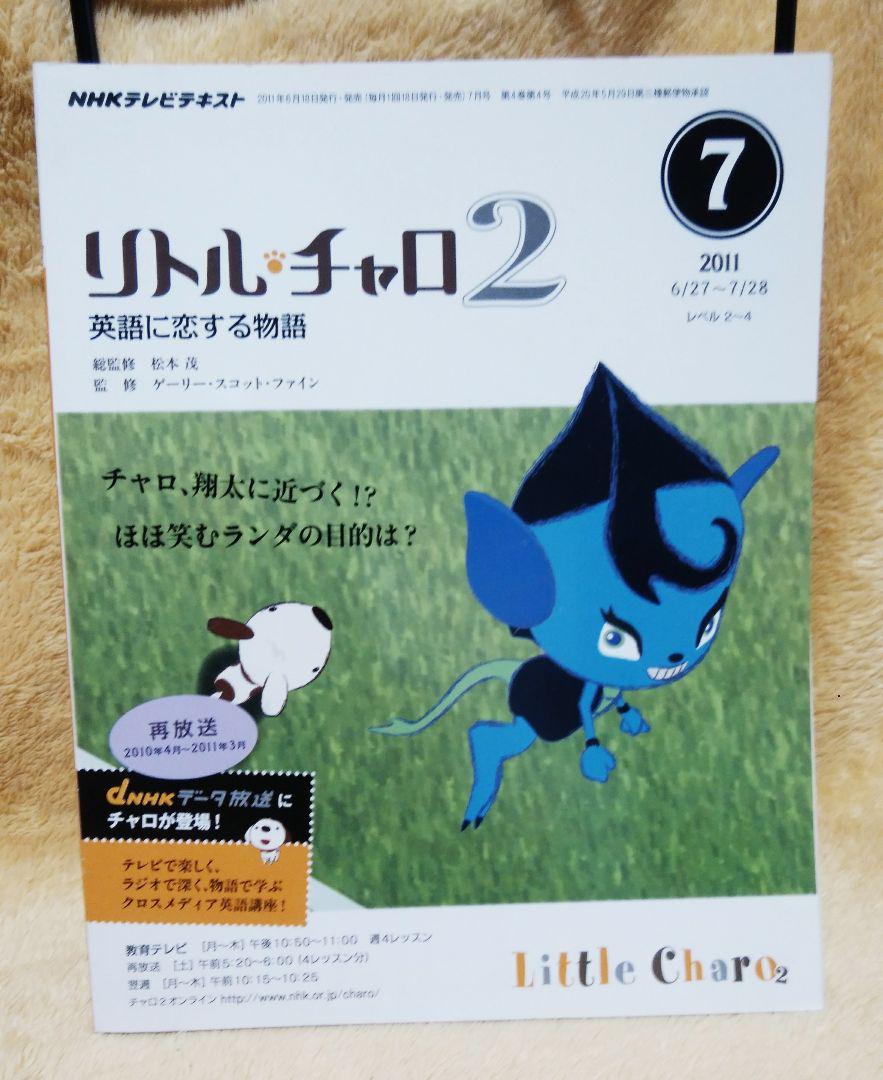 NHKテレビテキスト 2011年6月18日発行・発売(毎月1回18日発行・発売)7月号 第4巻第4号 平成20年5月29日第三種郵便物承認
7
2011
6/27～7/28
レベル 2～4
リトル・チャロ2
英語に恋する物語
総監修 松本 茂
監 修 ゲーリー・スコット・ファイン
チャロ、翔太に近づく!?
ほほ笑むランダの目的は?
再放送
2010年4月～2011年3月
dNHKデータ放送に
チャロが登場!
テレビで楽しく、
ラジオで深く、物語で学ぶ
クロスメディア英語講座!
教育テレビ [月～木] 午後10:50～11:00 週4レッスン
再放送 [土] 午前5:20～6:00 (4レッスン分)
翌週 [月～木] 午前10:15～10:25
チャロ2オンライン http://www.nhk.or.jp/charo/
Little Charo2